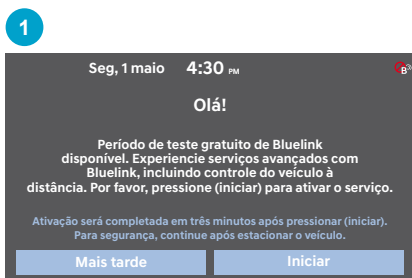 1
Seg, 1 maio 4:30 PM
B
Olá!
Período de teste gratuito de Bluelink
disponível. Experiencie serviços avançados com
Bluelink, incluindo controle do veículo à
distância. Por favor, pressione (iniciar) para ativar o serviço.
Ativação será completada em três minutos após pressionar (iniciar).
Para segurança, continue após estacionar o veículo.
Mais tarde Iniciar